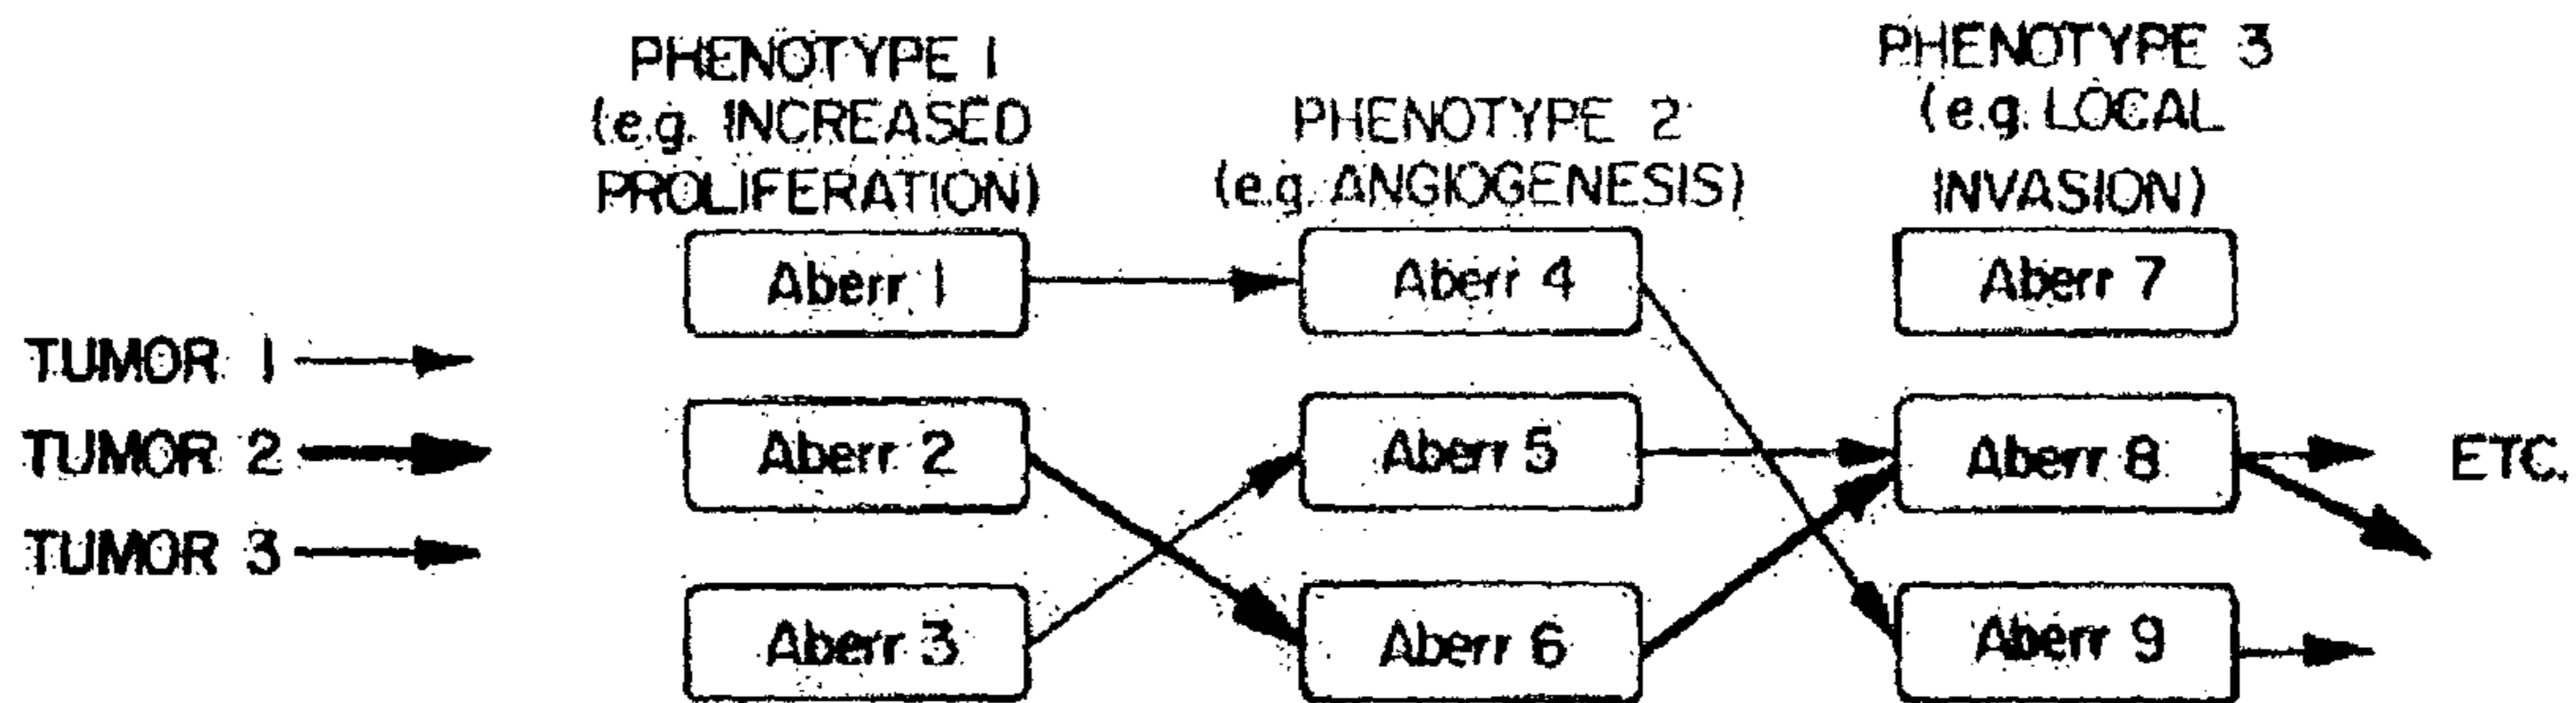 PHENOTYPE 1
(e.g. INCREASED
PROLIFERATION)
PHENOTYPE 2
(e.g. ANGIOGENESIS)
PHENOTYPE 3
(e.g. LOCAL
INVASION)
Aberr 1
Aberr 4
Aberr 7
TUMOR 1
TUMOR 2
Aberr 2
Aberr 5
Aberr 8
ETC.
TUMOR 3
Aberr 3
Aberr 6
Aberr 9